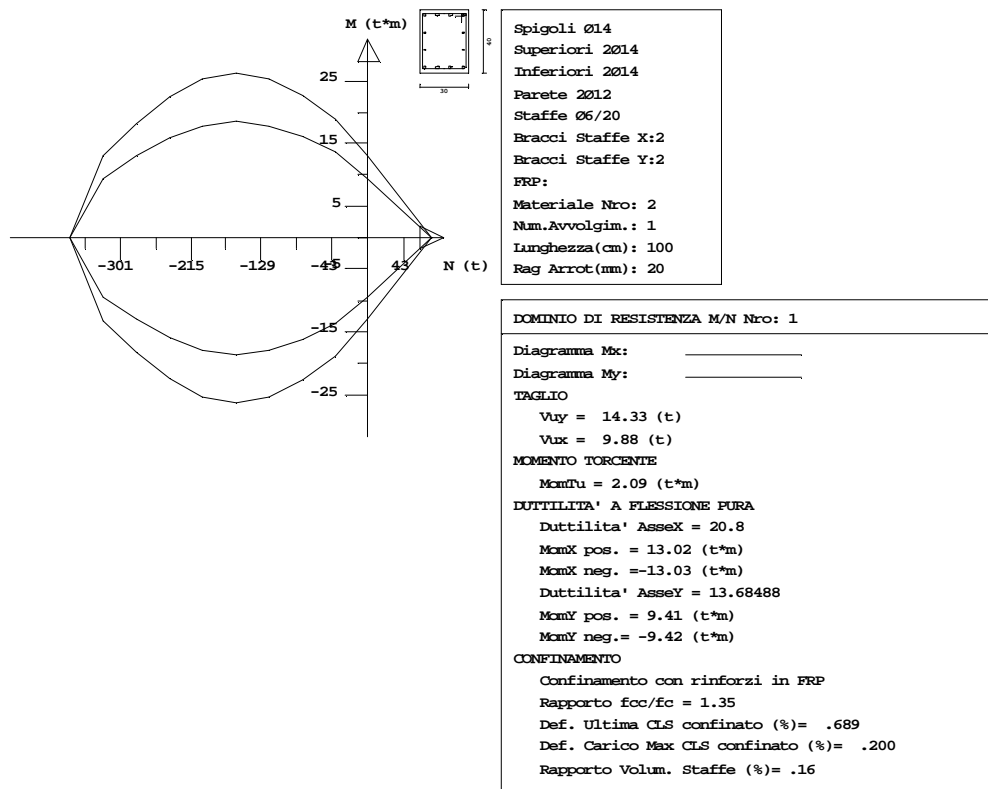 M (t*m)
25
15
5
-5
-15
-25
-301 -215 -129 -43 43
N (t)
40
30
Spigoli Ø14
Superiori 2Ø14
Inferiori 2Ø14
Parete 2Ø12
Staffe Ø6/20
Bracci Staffe X:2
Bracci Staffe Y:2
FRP:
Materiale Nro: 2
Num.Avvolgim.: 1
Lunghezza(cm): 100
Rag Arrot(mm): 20
DOMINIO DI RESISTENZA M/N Nro: 1
Diagramma Mx:
Diagramma My:
TAGLIO
Vuy = 14.33 (t)
Vux = 9.88 (t)
MOMENTO TORCENTE
MomTu = 2.09 (t*m)
DUTTILITA' A FLESSIONE PURA
Duttilita' AsseX = 20.8
MomX pos. = 13.02 (t*m)
MomX neg. =-13.03 (t*m)
Duttilita' AsseY = 13.68488
MomY pos. = 9.41 (t*m)
MomY neg.= -9.42 (t*m)
CONFINAMENTO
Confinamento con rinforzi in FRP
Rapporto fcc/fc = 1.35
Def. Ultima CLS confinato (%)= .689
Def. Carico Max CLS confinato (%)= .200
Rapporto Volum. Staffe (%)= .16